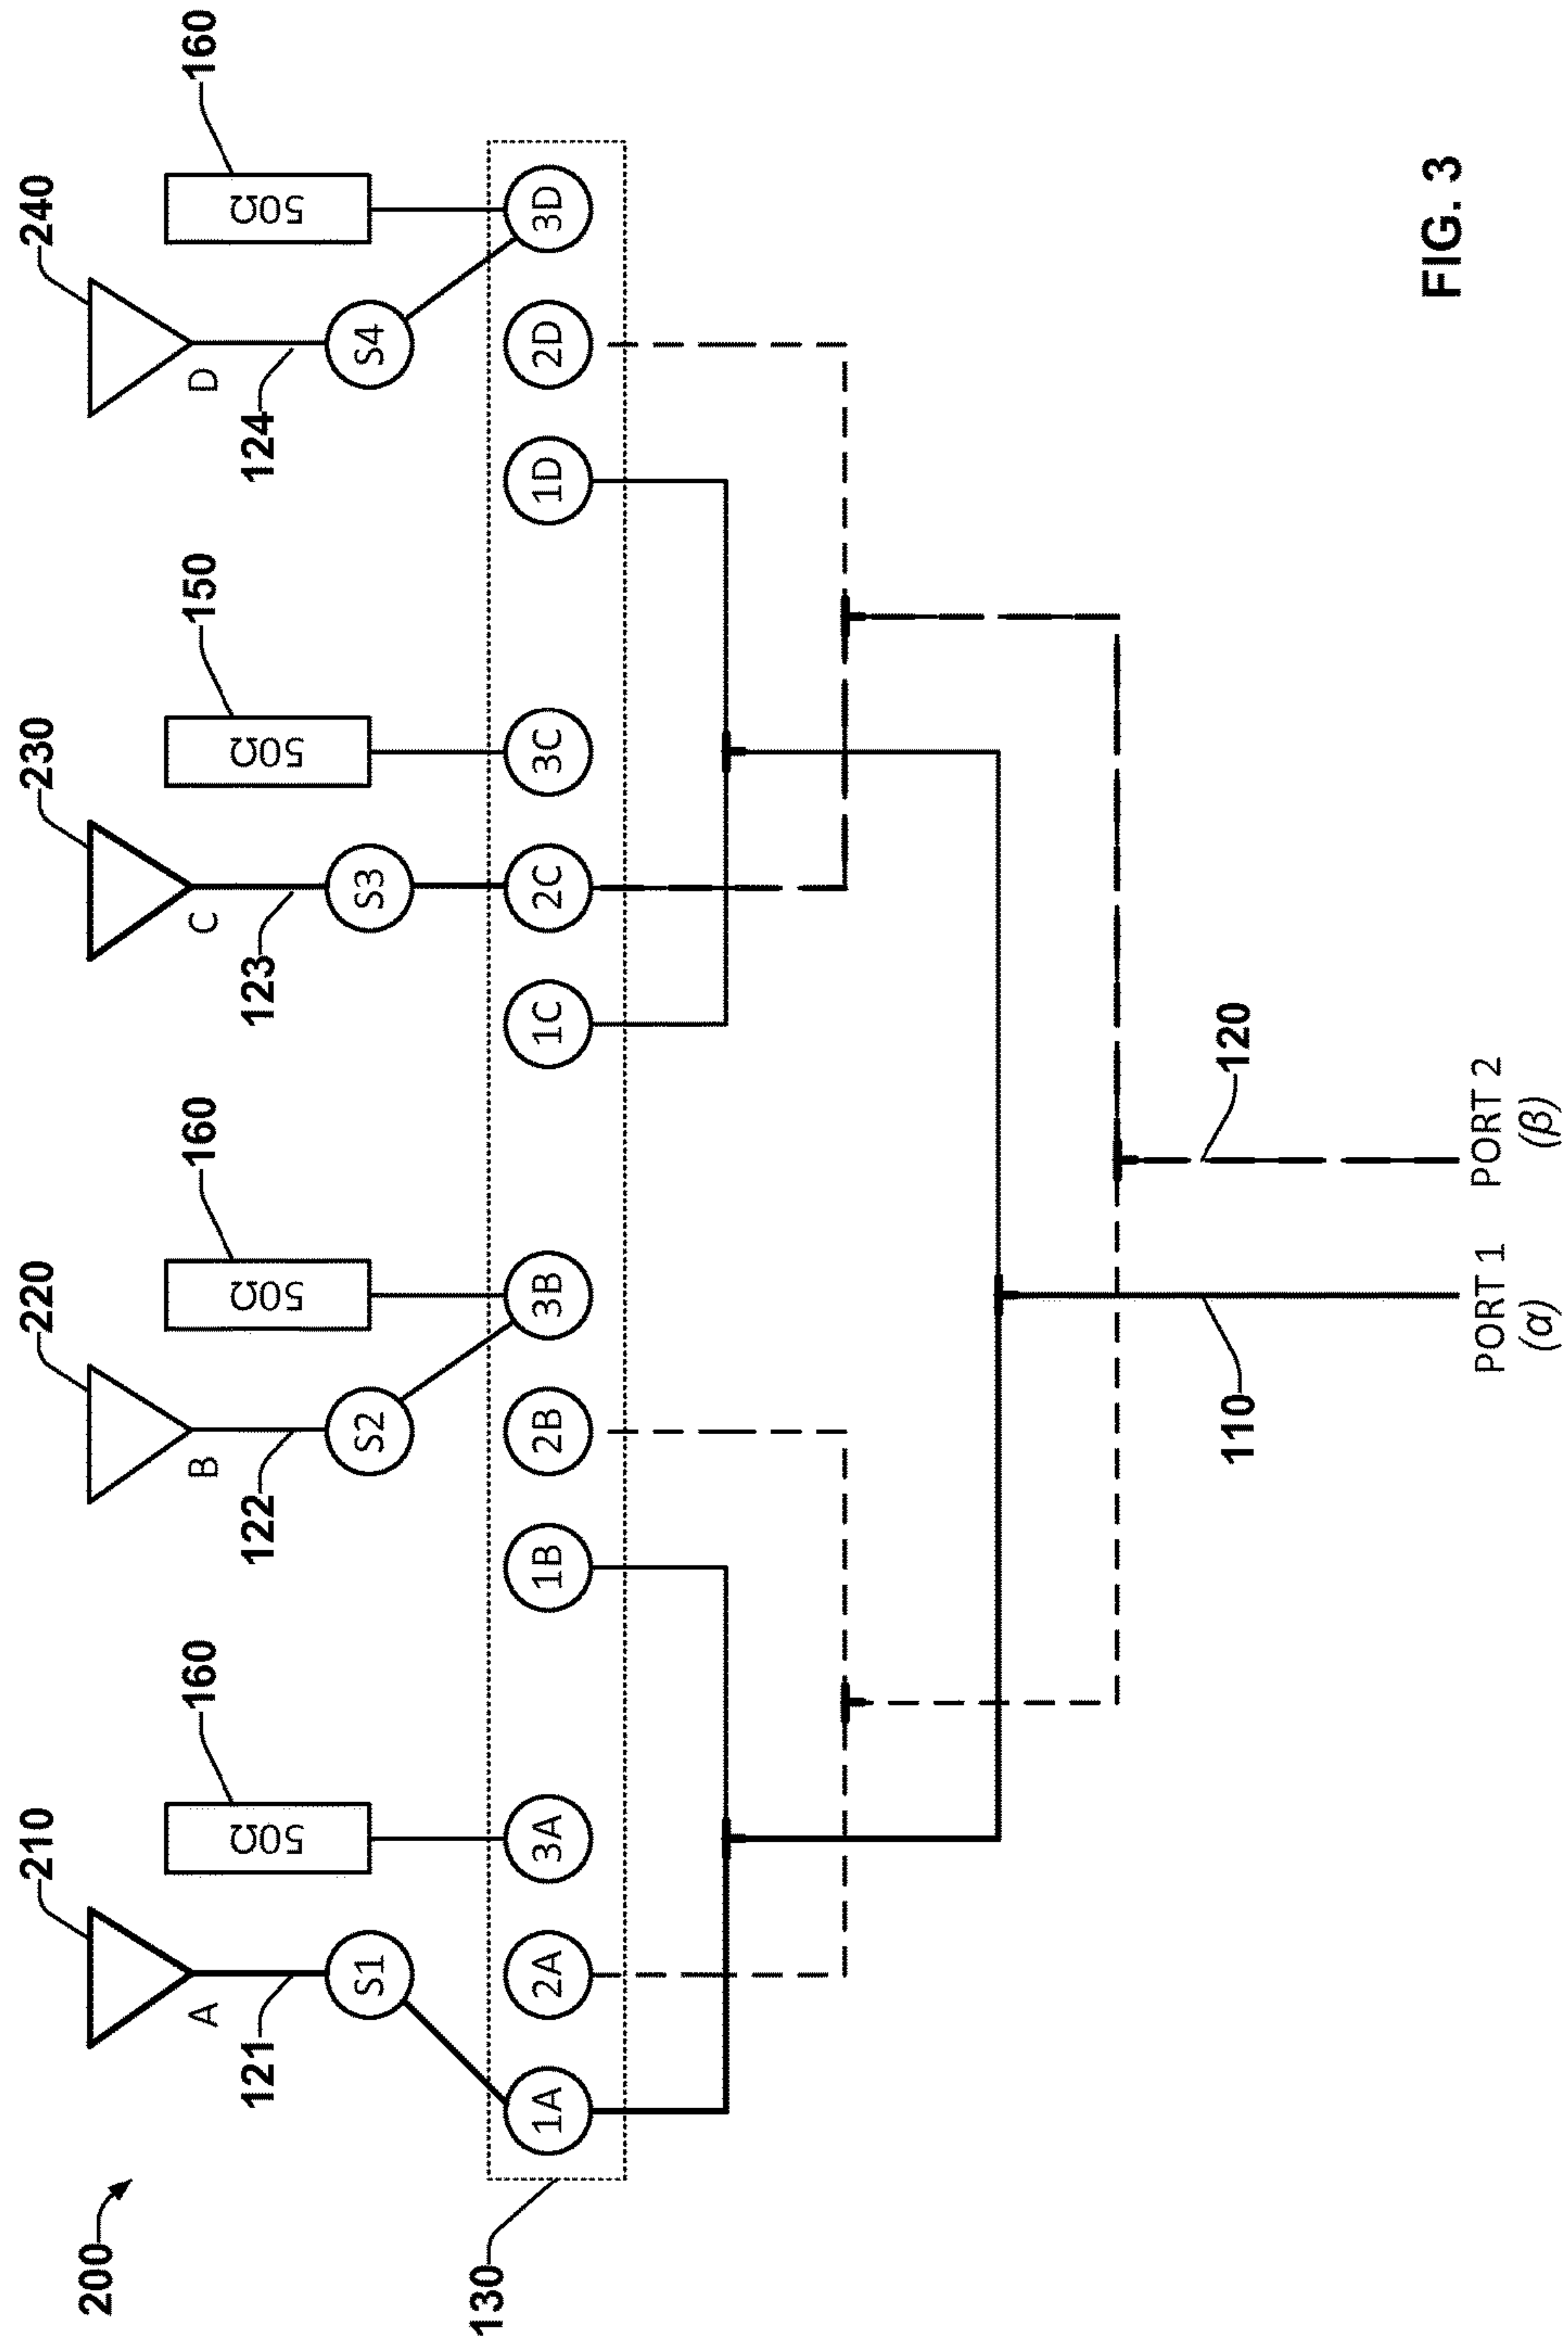 200
210
160
220
160
230
150
240
160
50Ω
50Ω
50Ω
50Ω
A
B
C
D
121
122
123
124
S1
S2
S3
S4
130
1A
2A
3A
1B
2B
3B
1C
2C
3C
1D
2D
3D
110
120
PORT 1
(α)
PORT 2
(β)
FIG. 3